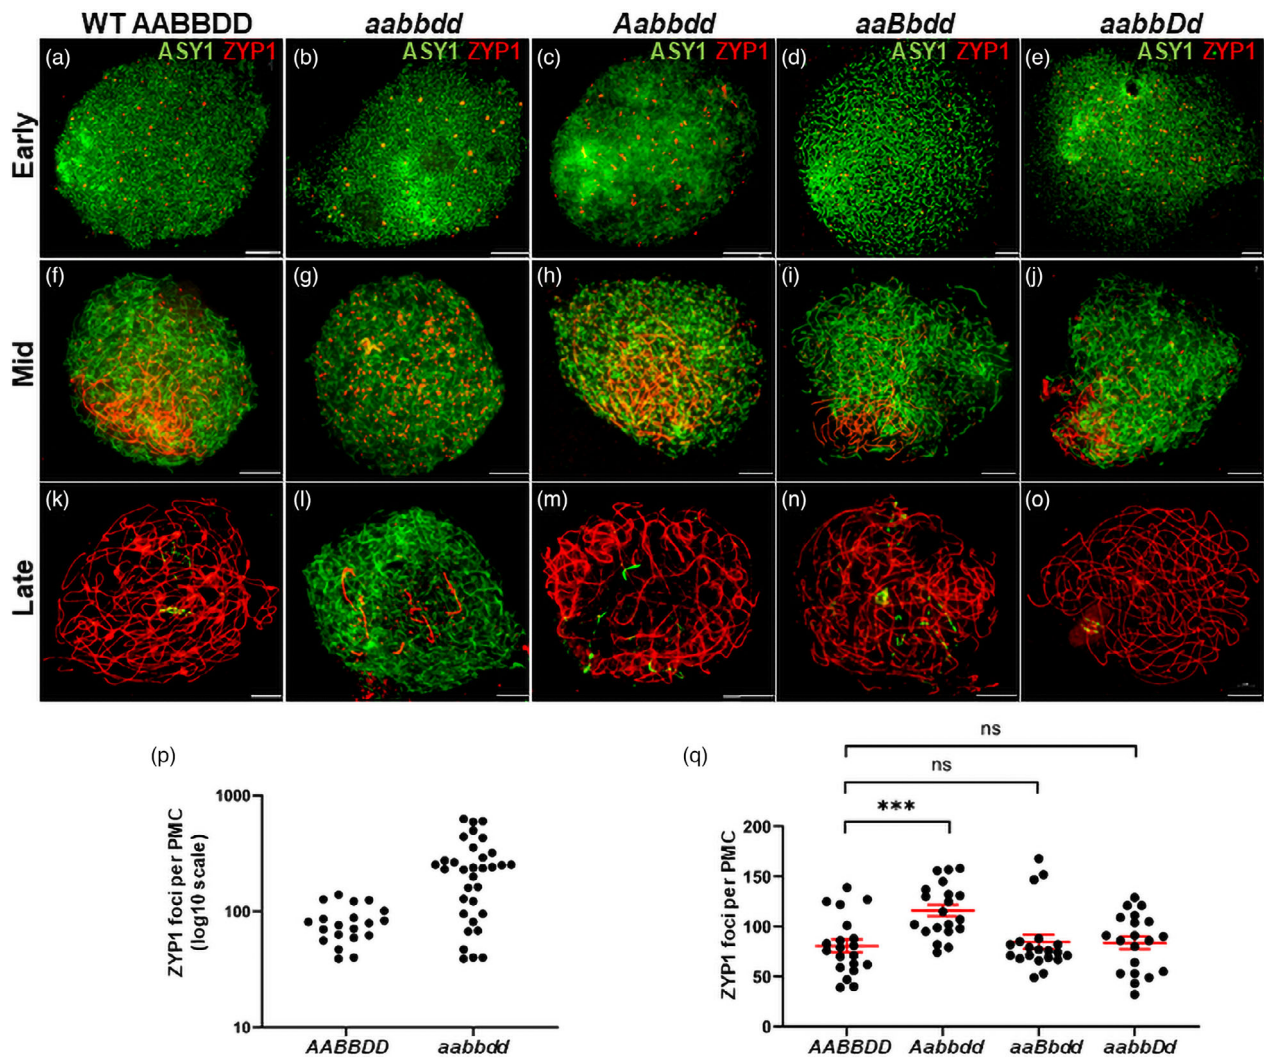 WT AABBDD aabbdd Aabbdd aaBbdd aabbDd
(a) ASY1 ZYP1 (b) ASY1 ZYP1 (c) ASY1 ZYP1 (d) ASY1 ZYP1 (e) ASY1 ZYP1
Early
(f) (g) (h) (i) (j)
Mid
(k) (l) (m) (n) (o)
Late
(p)
ZYP1 foci per PMC
(log10 scale)
1000
100
10
AABBDD aabbdd
(q)
ns
ns
***
ZYP1 foci per PMC
200
150
100
50
0
AABBDD Aabbdd aaBbdd aabbDd